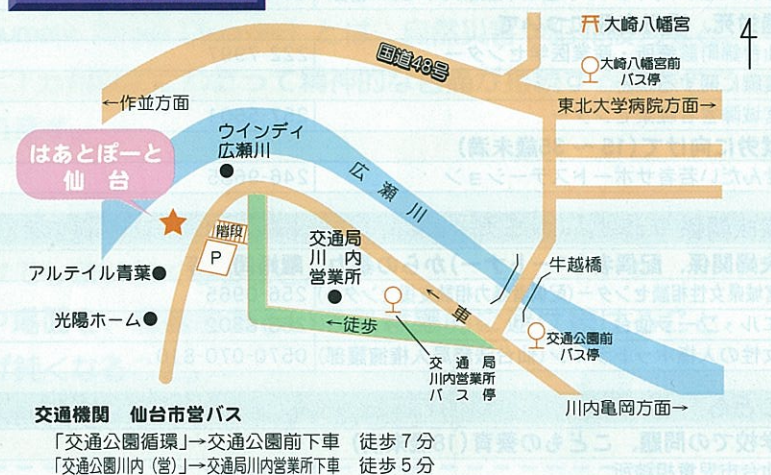 大崎八幡宮
4
国道48号
大崎八幡宮前
バス停
←作並方面
東北大学病院方面→
ウインディ
広瀬川
はあとぽーと
仙台
広瀬川
階段
P
交通局
川内
営業所
牛越橋
アルテイル青葉
←車
光陽ホーム
←徒歩
交通公園前
バス停
交通局
川内営業所
バス停
川内亀岡方面→
交通機関 仙台市営バス
「交通公園循環」→交通公園前下車 徒歩7分
「交通公園川内（営）」→交通局川内営業所下車 徒歩5分